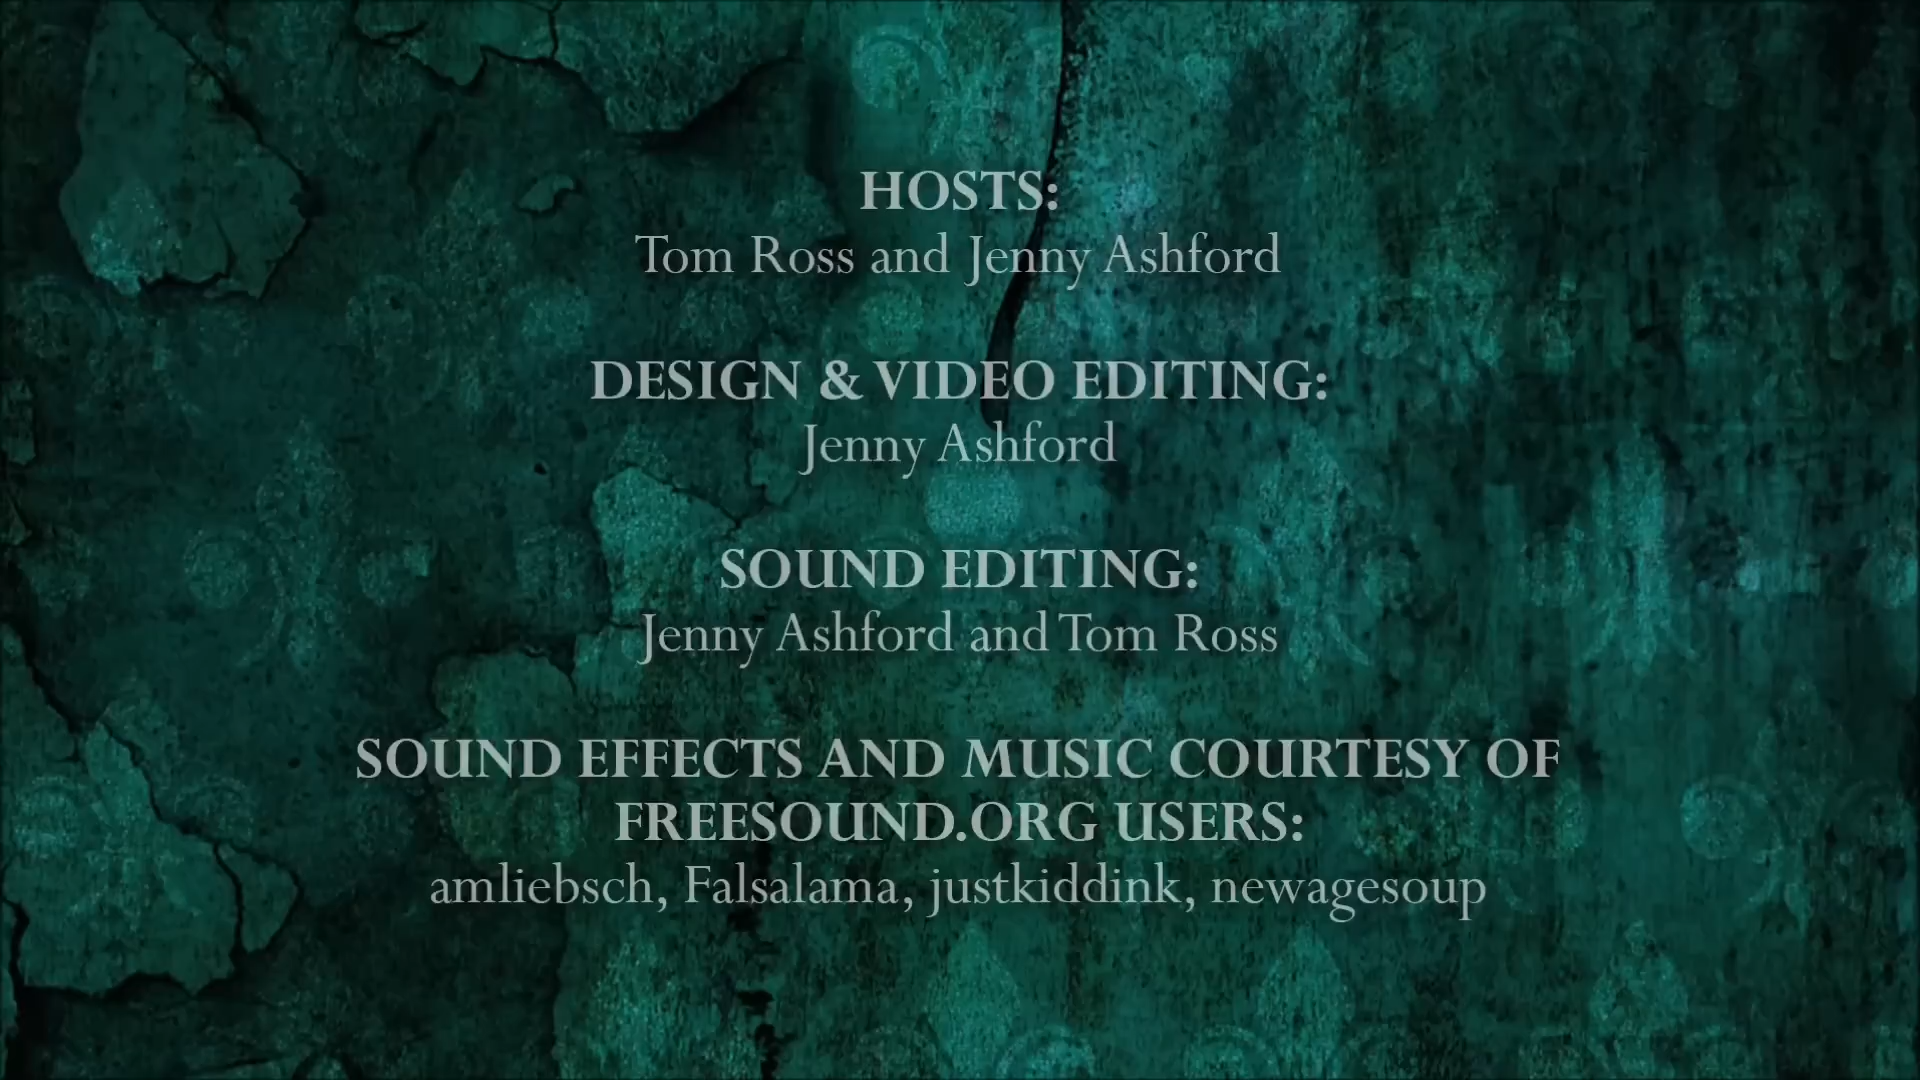 HOSTS:
Tom Ross and Jenny Ashford
DESIGN & VIDEO EDITING:
Jenny Ashford
SOUND EDITING:
Jenny Ashford and Tom Ross
SOUND EFFECTS AND MUSIC COURTESY OF
FREESOUND.ORG USERS:
amliebsch, Falsalama, justkiddink, newagesoup